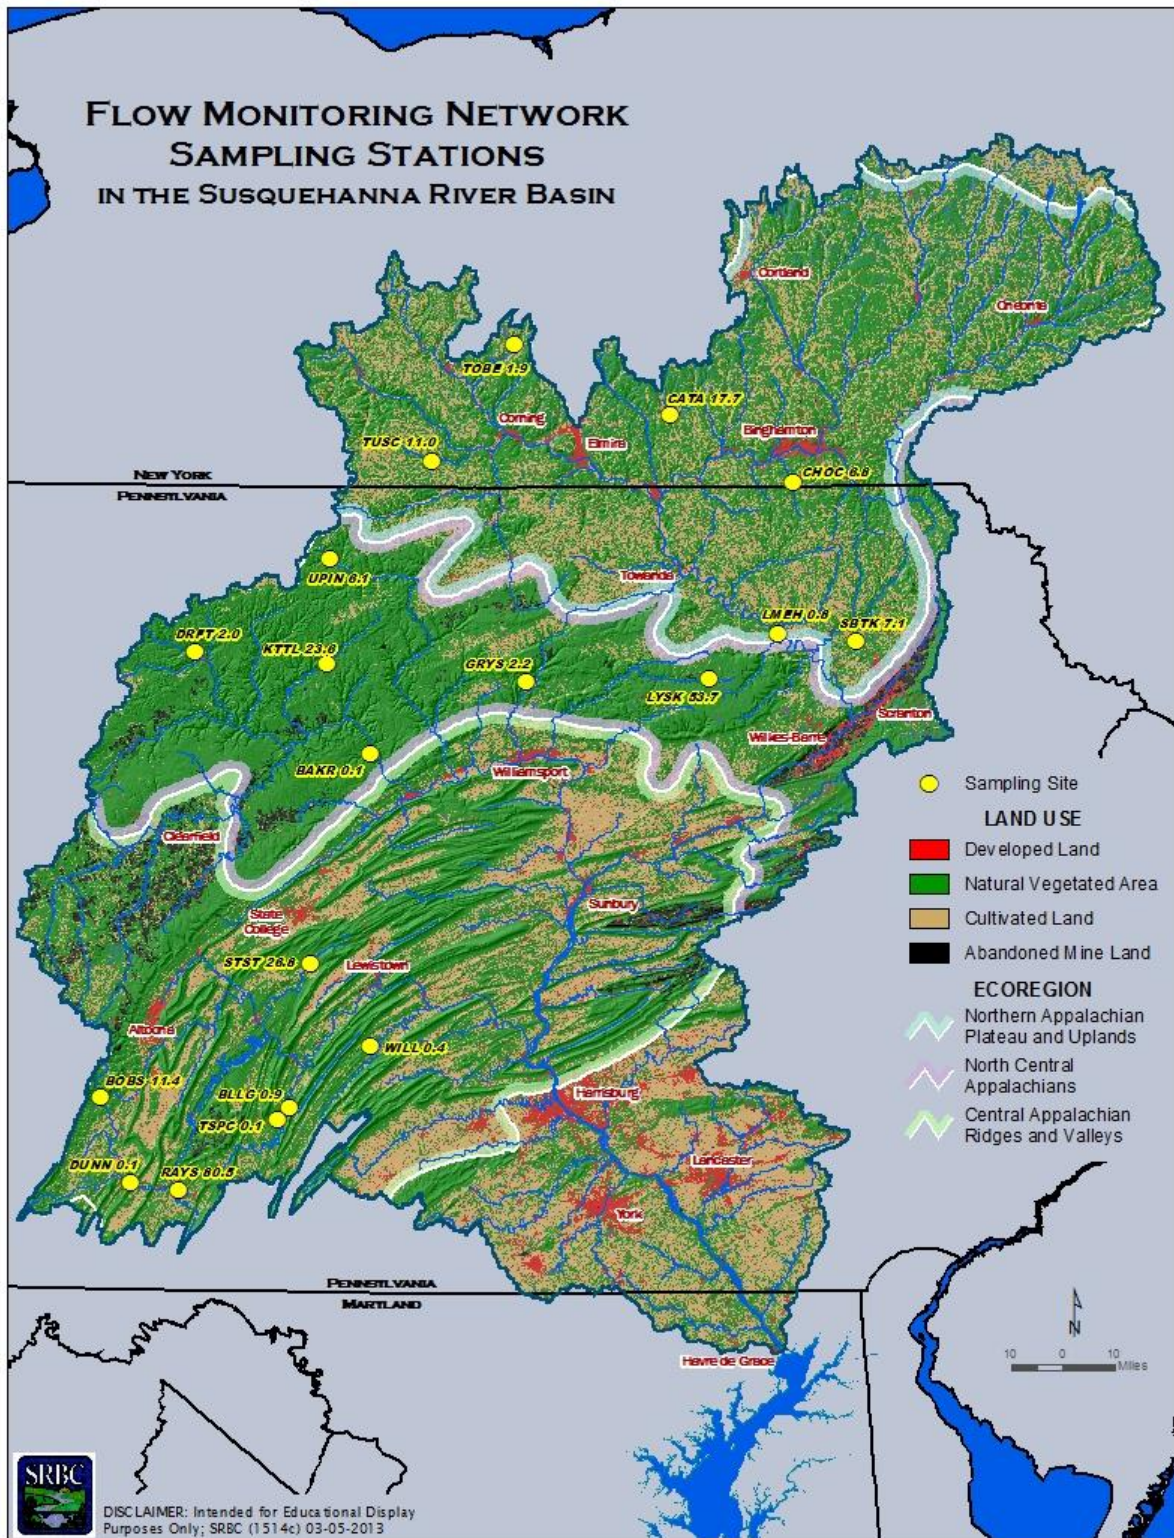 FLOW MONITORING NETWORK
SAMPLING STATIONS
IN THE SUSQUEHANNA RIVER BASIN
Cortland
Oneonta
TOBE 1.9
CATA 17.7
Corning
Elmira
Binghamton
TUSC 11.0
CHOC 6.8
NEW YORK
PENNSYLVANIA
UPIN 0.1
Towanda
LMEH 0.8
SBTK 7.1
DRFT 2.0
KTTL 23.6
GRYS 2.2
LYSK 53.7
Scranton
Wilkes-Barre
BAKR 0.1
Williamsport
Clearfield
Sampling Site
LAND USE
Developed Land
Natural Vegetated Area
Cultivated Land
Abandoned Mine Land
ECOREGION
Northern Appalachian
Plateau and Uplands
North Central
Appalachians
Central Appalachian
Ridges and Valleys
State
College
Sunbury
STST 26.8
Lewistown
Altoona
WILL 0.4
BOBS 11.4
BLLG 0.9
TSPG 0.1
Harrisburg
DUNN 0.1
RAYS 80.5
Lancaster
York
PENNSYLVANIA
MARTLAND
Havre de Grace
N
10 0 10
Miles
SRBC
DISCLAIMER: Intended for Educational Display
Purposes Only; SRBC (1514c) 03-05-2013